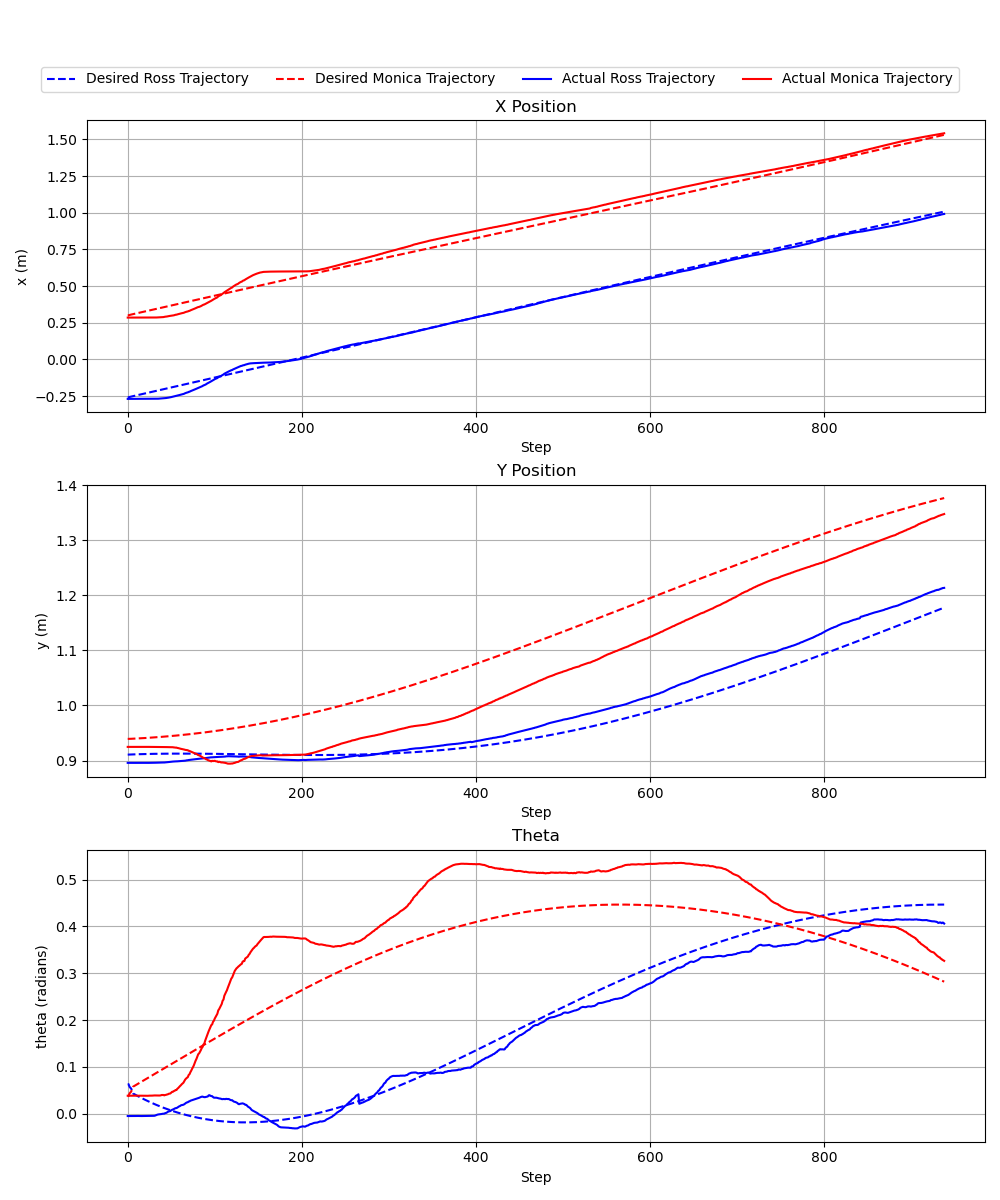 Desired Ross Trajectory Desired Monica Trajectory Actual Ross Trajectory Actual Monica Trajectory
X Position
1.50
1.25
1.00
0.75
0.50
0.25
0.00
−0.25
x (m)
0 200 400 600 800
Step
Y Position
1.4
1.3
1.2
1.1
1.0
0.9
y (m)
0 200 400 600 800
Step
Theta
0.5
0.4
0.3
0.2
0.1
0.0
theta (radians)
0 200 400 600 800
Step